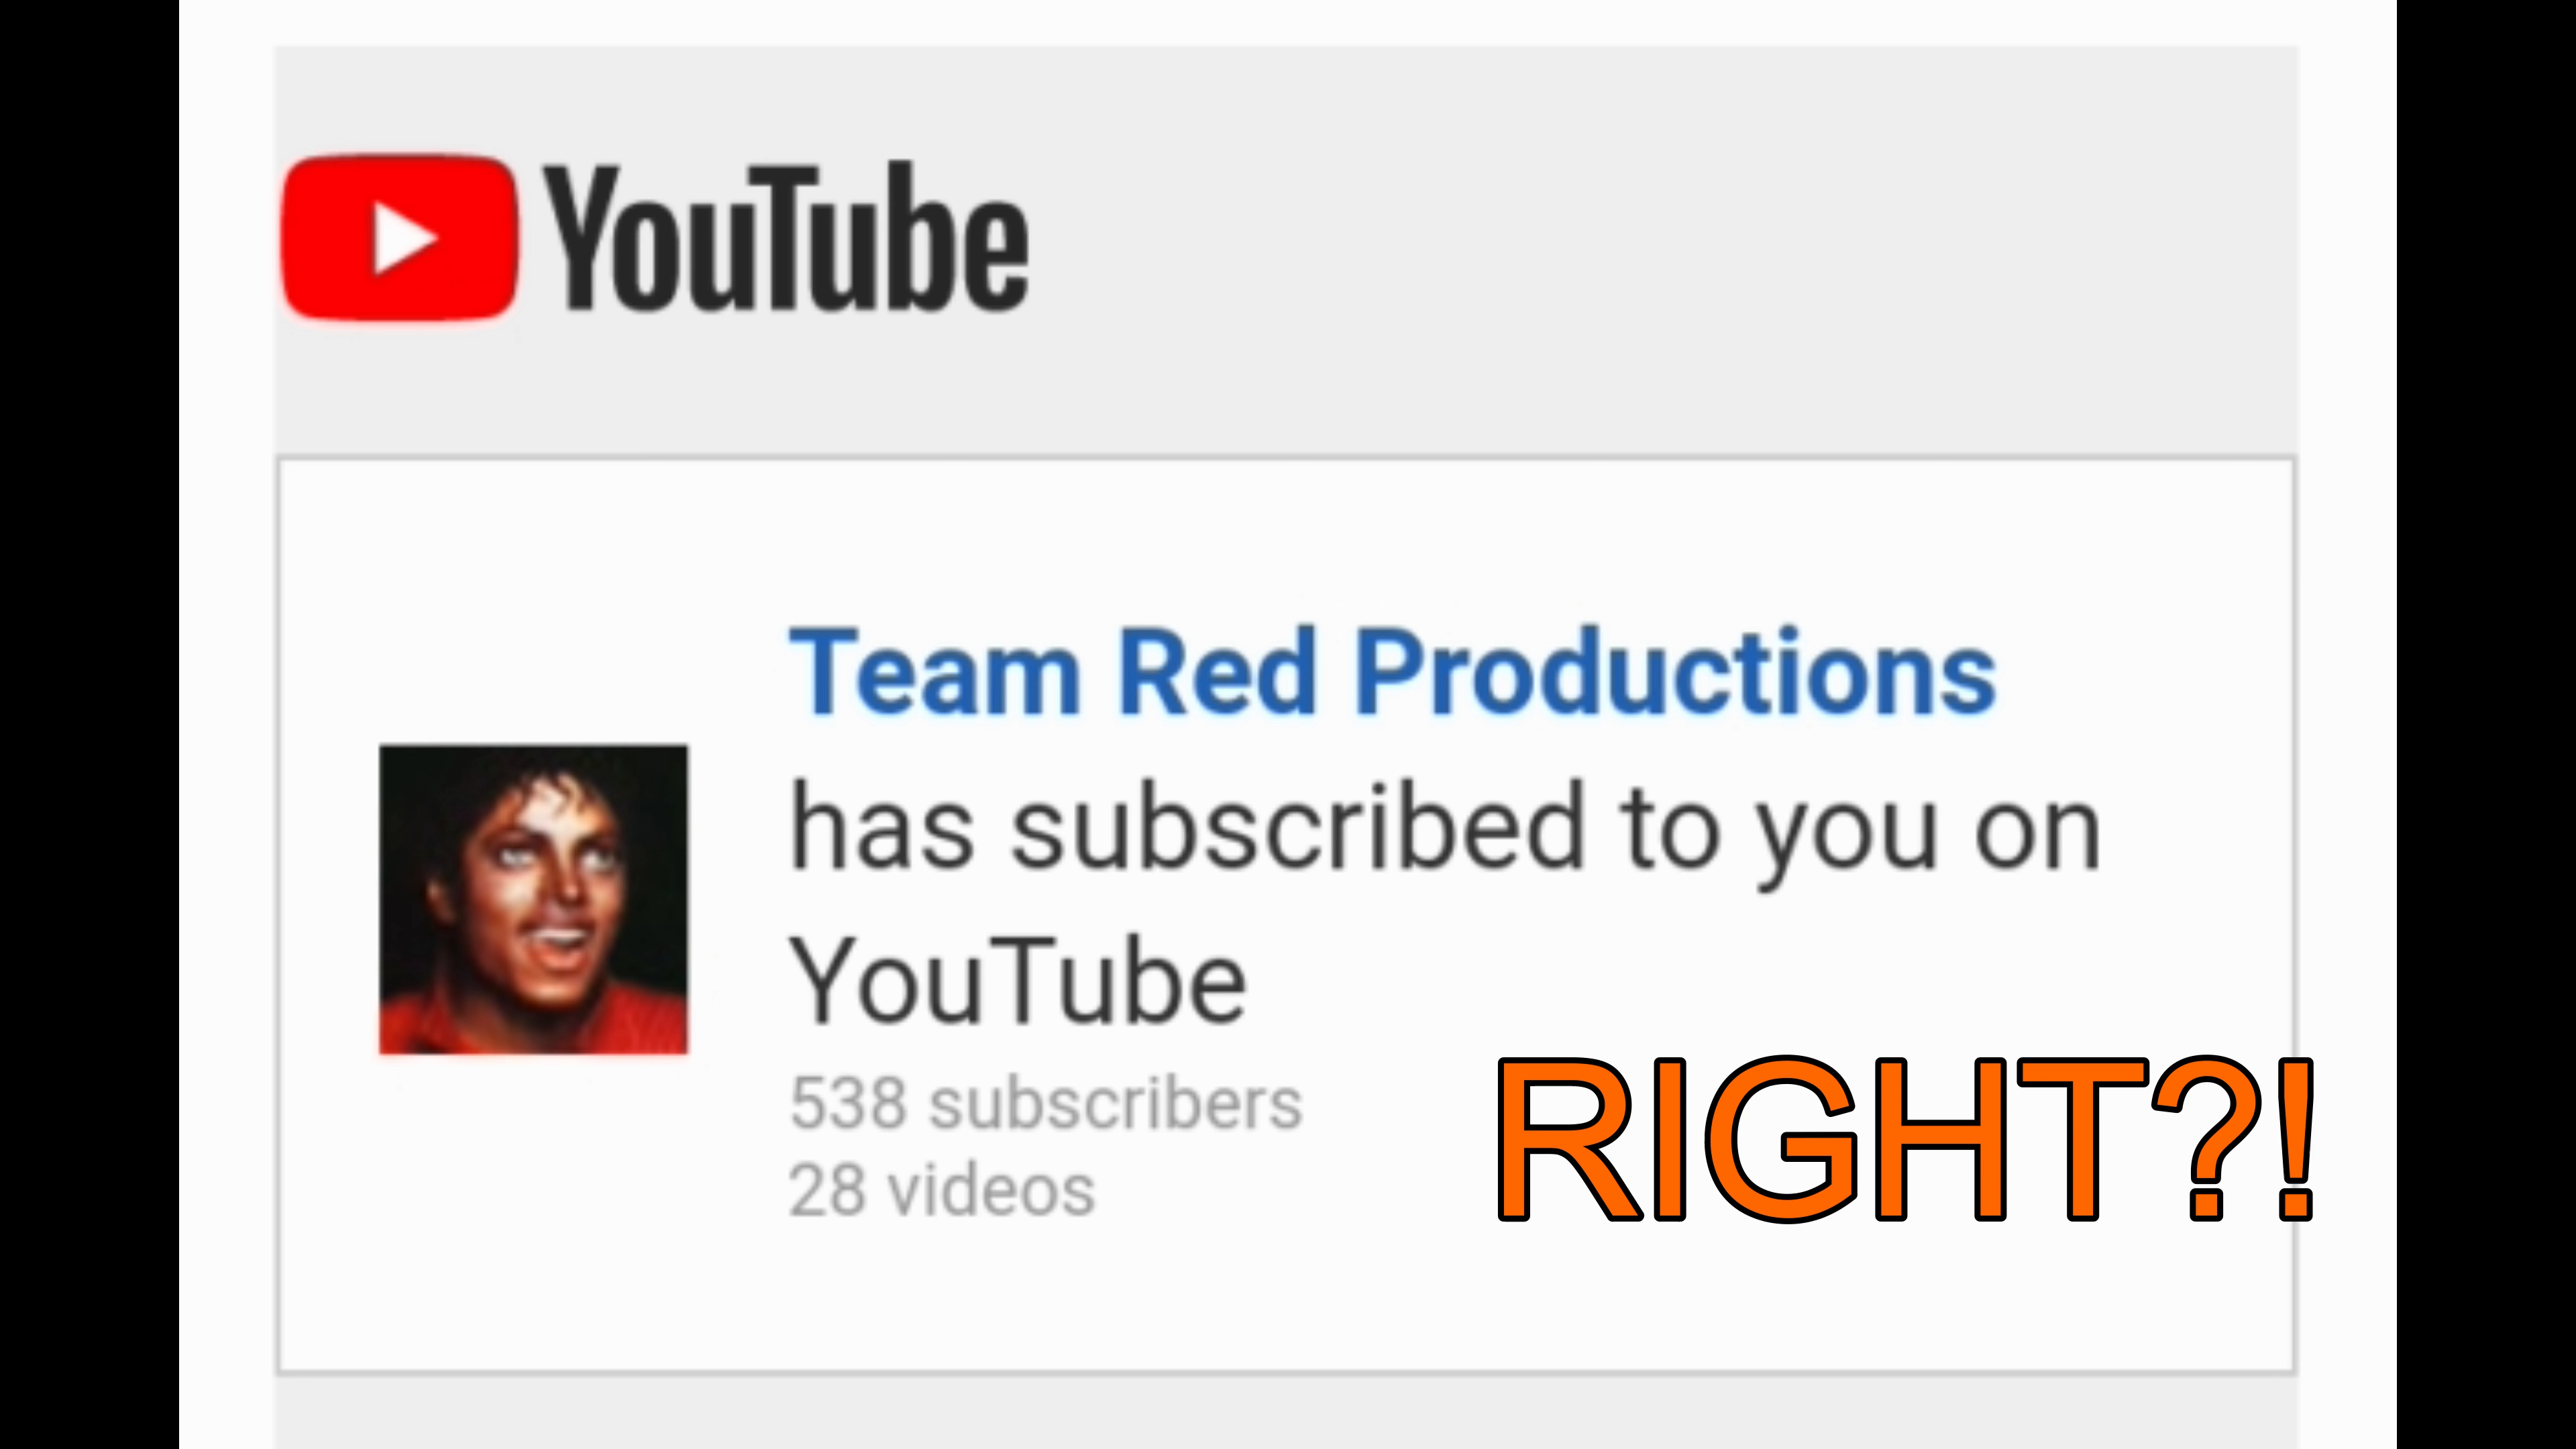 YouTube
Team Red Productions
has subscribed to you on
YouTube
538 subscribers
28 videos
RIGHT?!